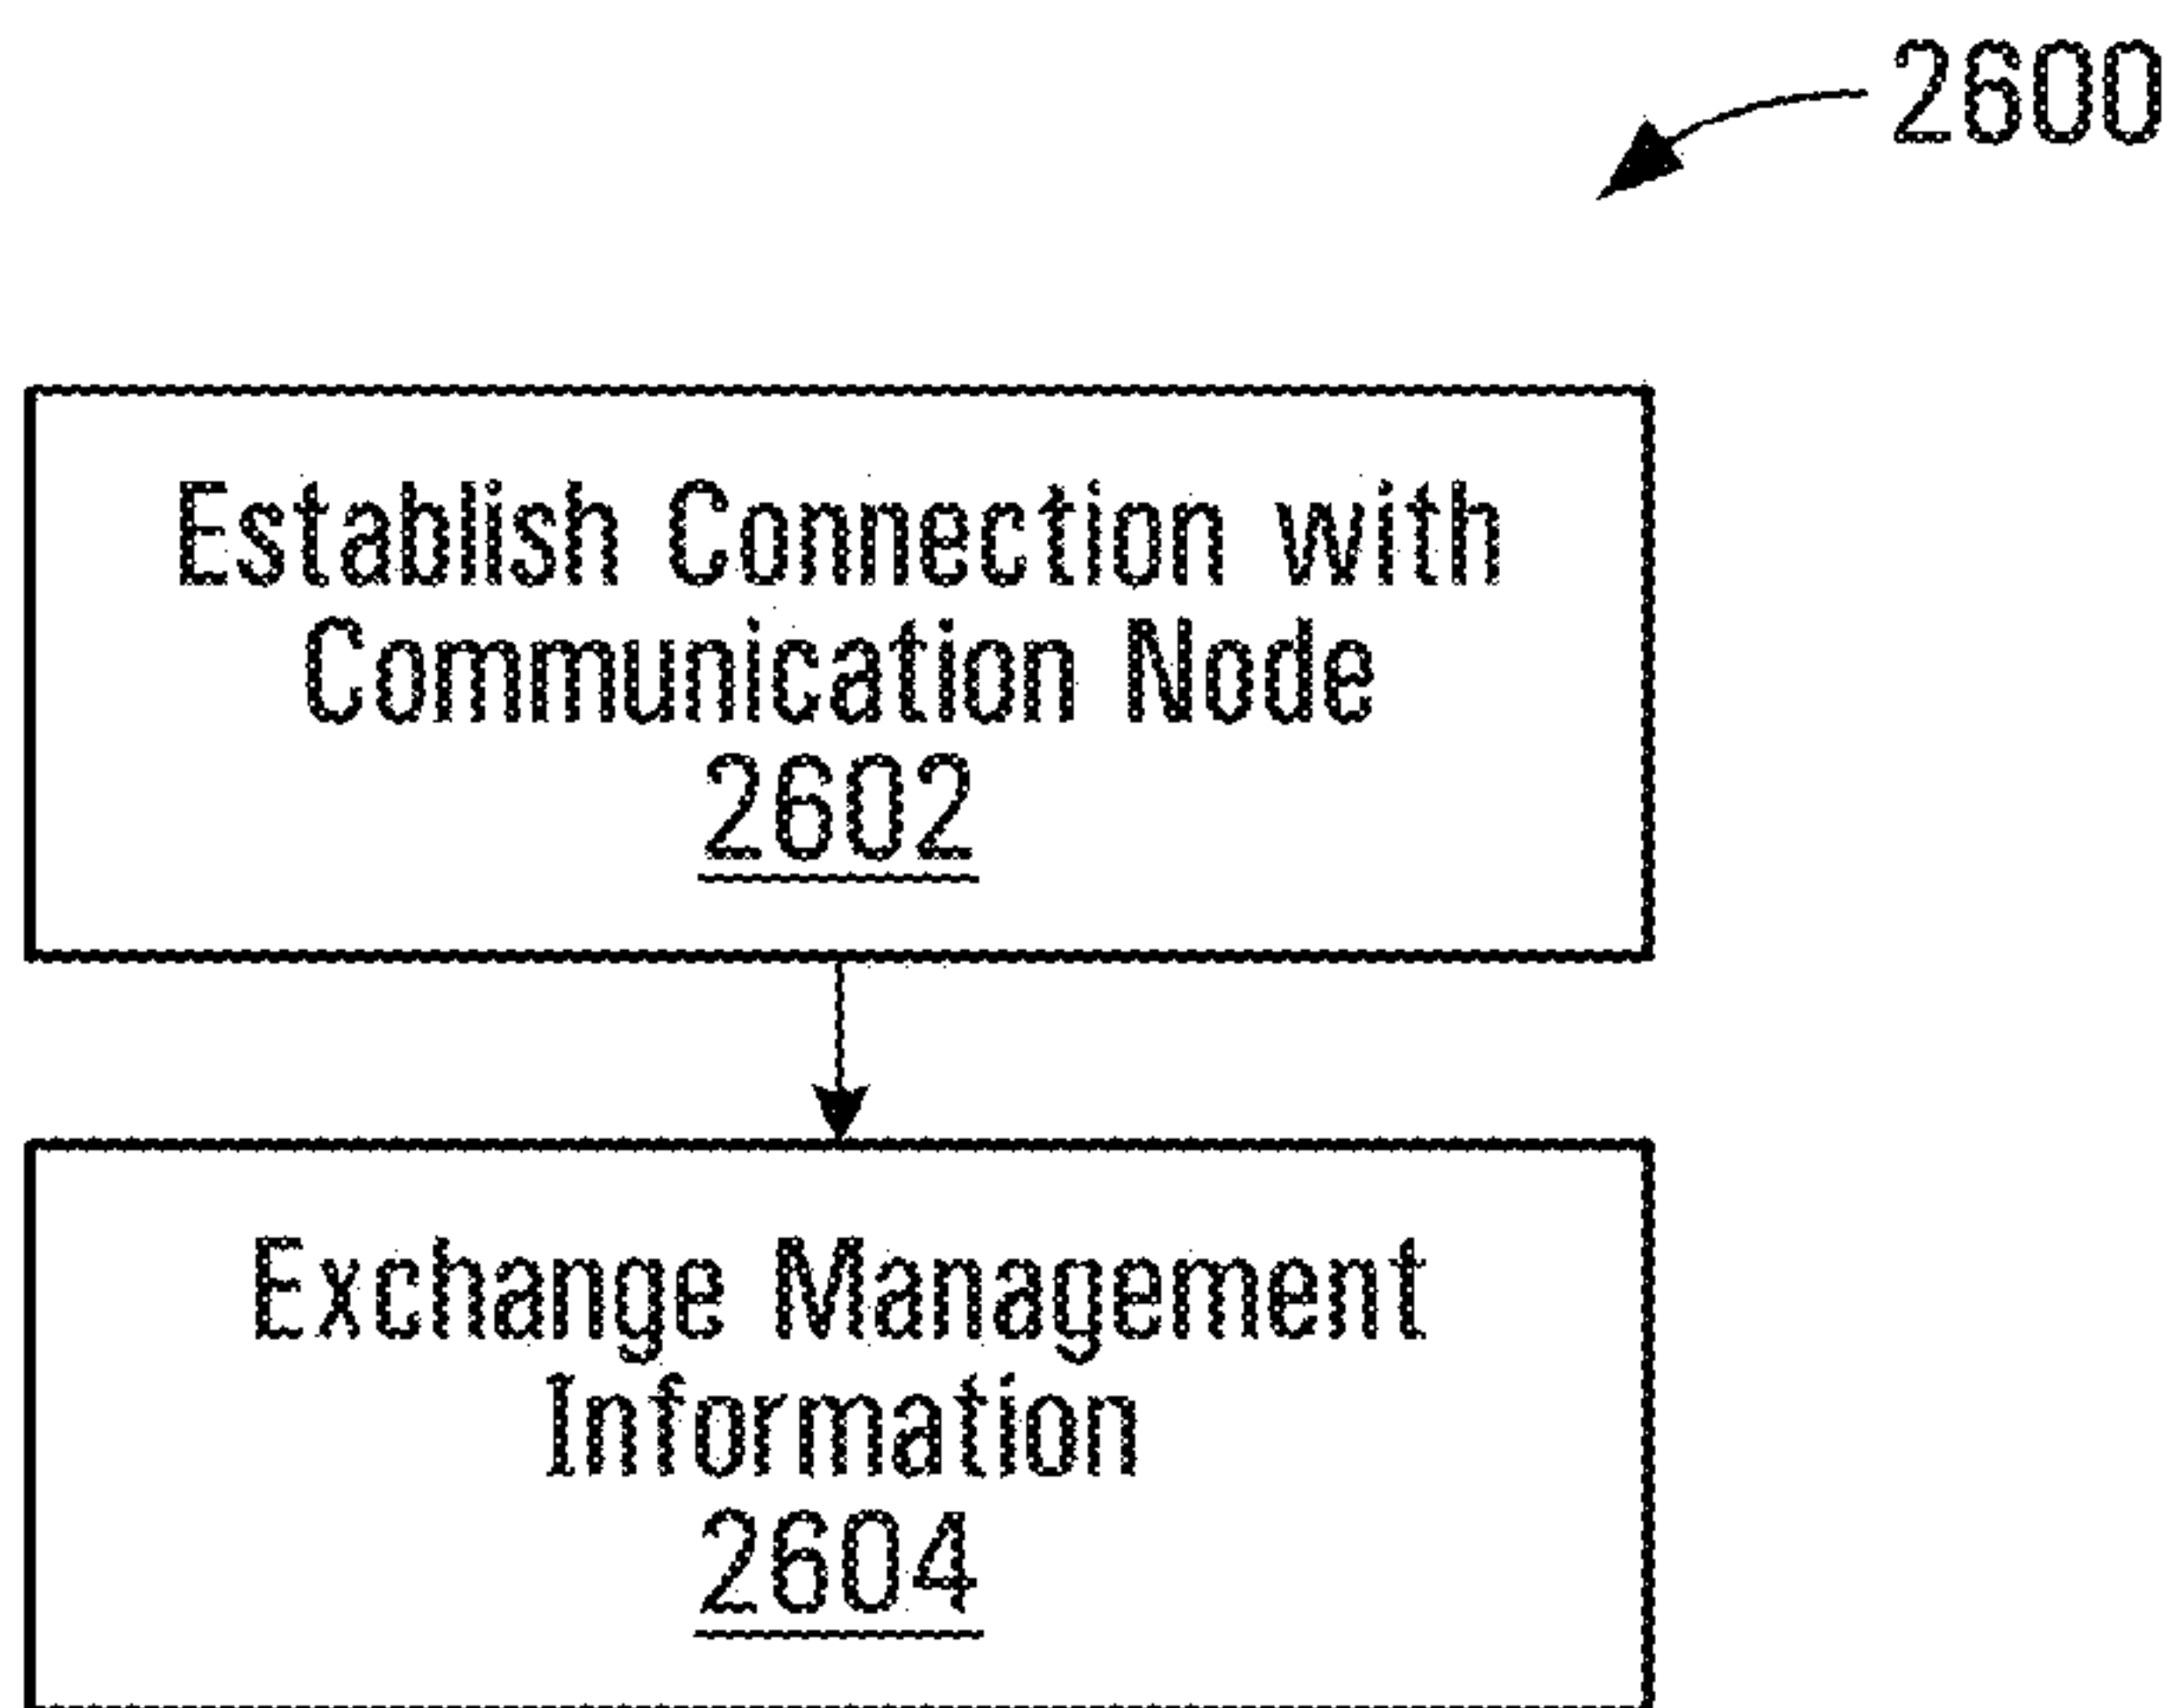 2600
Establish Connection with
Communication Node
2602
Exchange Management
Information
2604